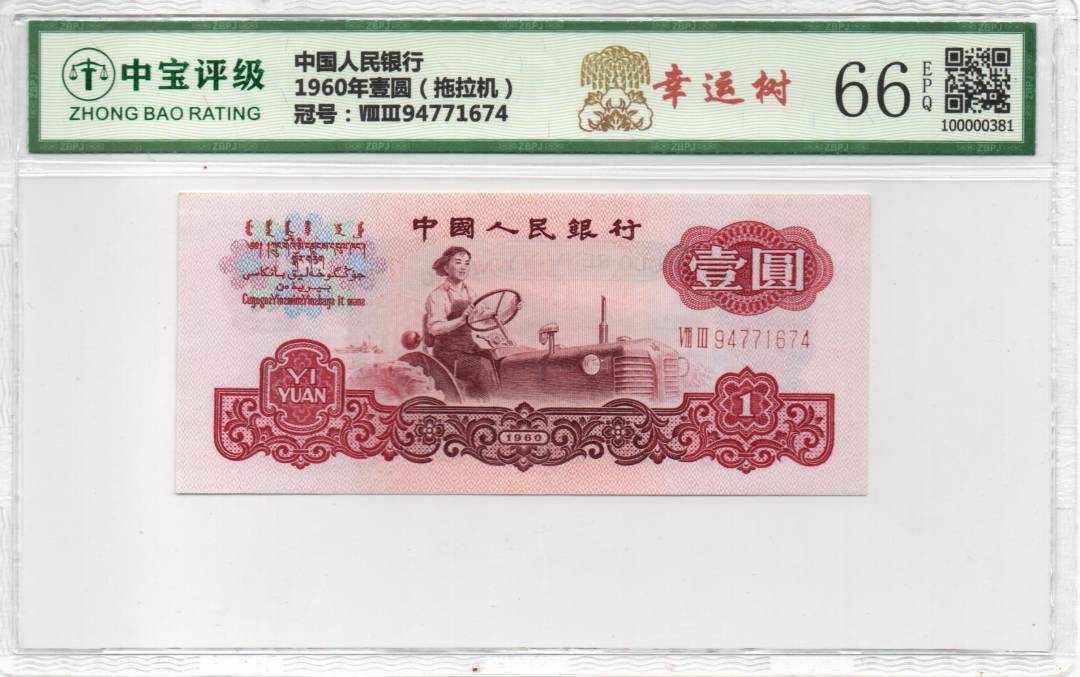 中宝评级
ZHONG BAO RATING
中国人民银行
1960年壹圆（拖拉机）
冠号：ⅧⅢ94771674
幸运树
66
EPQ
100000381
ZBPJ
中國人民銀行
壹圓
ⅧⅢ94771674
YI
YUAN
1960
1